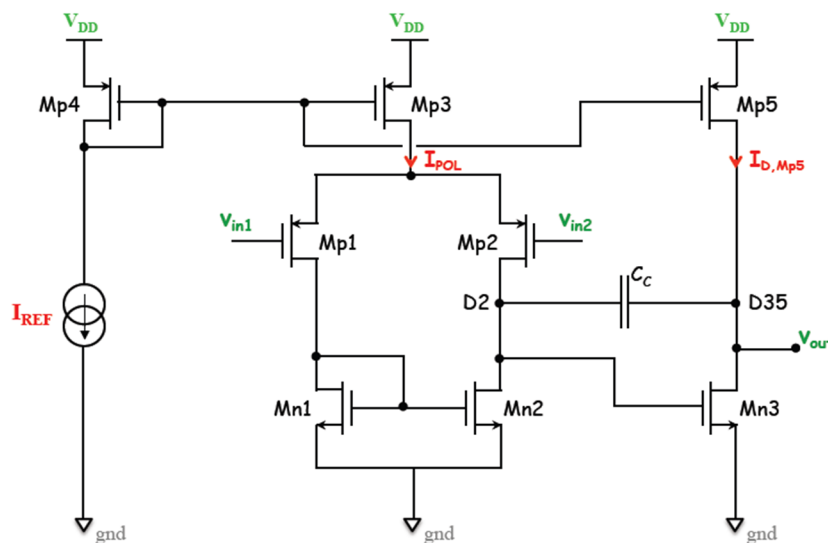 VDD VDD VDD
Mp4 Mp3 Mp5
IPOL ID,Mp5
Vin1 Mp1 Mp2 Vin2
CC
D2 D35
IREF
Vout
Mn1 Mn2 Mn3
gnd gnd gnd